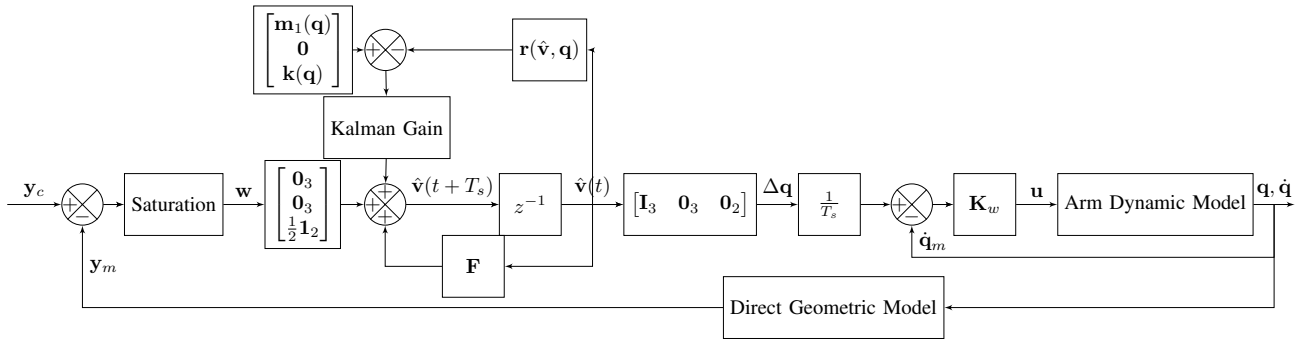 [m₁(q) 0 k(q)]
+
−
r(v̂, q)
Kalman Gain
y_c
+
−
Saturation
w
[0₃ 0₃ ½1₂]
+
+
+
v̂(t + T_s)
z⁻¹
v̂(t)
[I₃ 0₃ 0₂]
Δq
1/T_s
+
−
K_w
u
Arm Dynamic Model
q, q̇
q̇_m
y_m
F
Direct Geometric Model